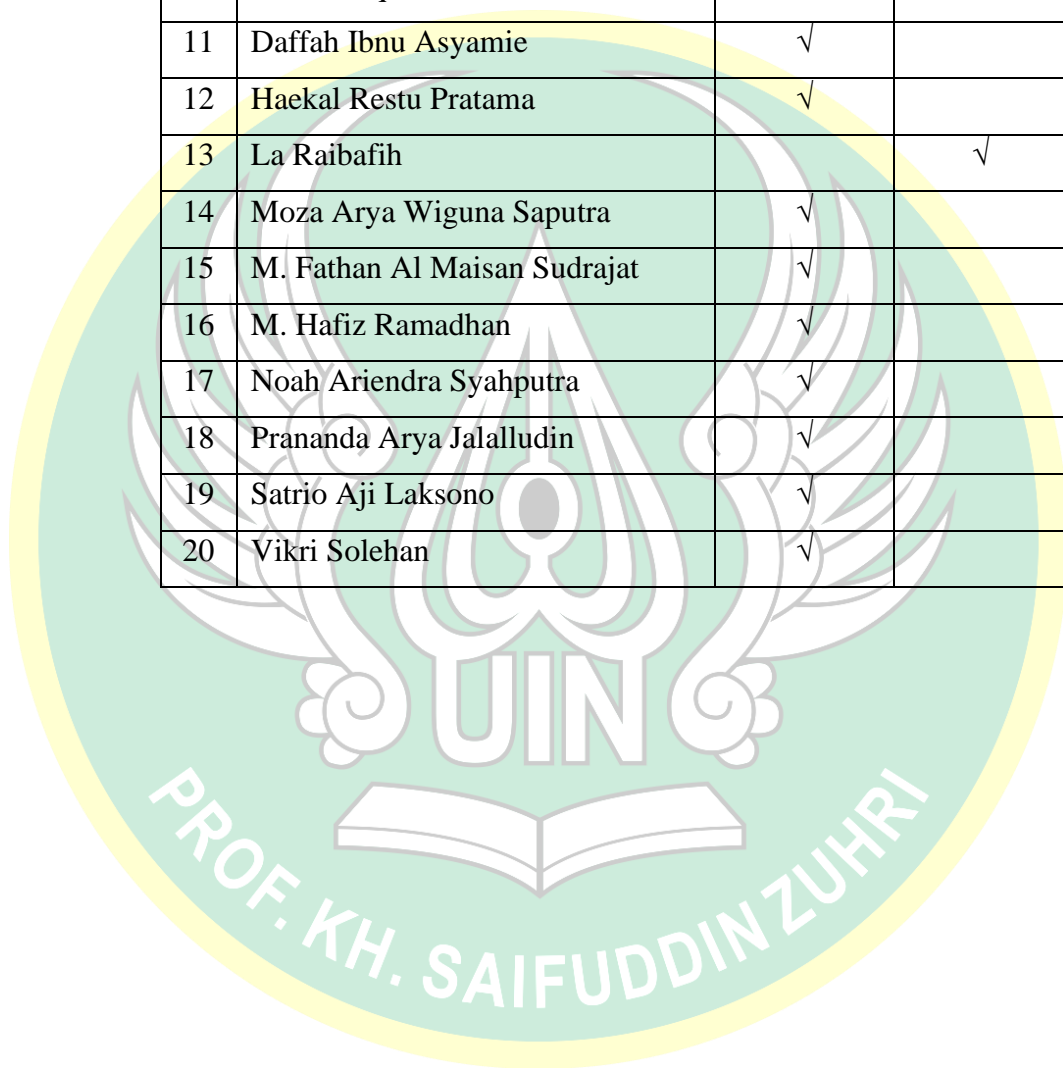 11 Daffah Ibnu Asyamie √
12 Haekal Restu Pratama √
13 La Raibafih √
14 Moza Arya Wiguna Saputra √
15 M. Fathan Al Maisan Sudrajat √
16 M. Hafiz Ramadhan √
17 Noah Ariendra Syahputra √
18 Prananda Arya Jalalludin √
19 Satrio Aji Laksono √
20 Vikri Solehan √
UIN
PROF. KH. SAIFUDDIN ZUHRI